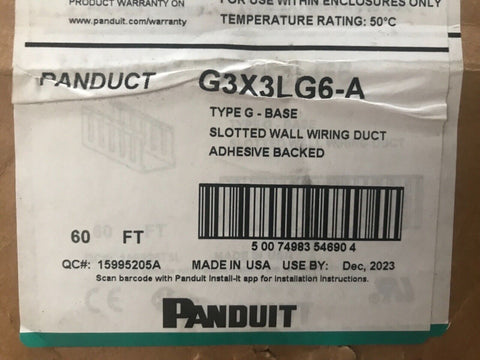 PRODUCT WARRANTY ON
www.panduit.com/warranty
FOR USE WITHIN ENCLOSURES ONLY
TEMPERATURE RATING: 50°C
PANDUCT
G3X3LG6-A
TYPE G - BASE
SLOTTED WALL WIRING DUCT
ADHESIVE BACKED
60 FT
5 00 74983 54690 4
QC#: 15995205A MADE IN USA USE BY: Dec, 2023
Scan barcode with Panduit Install-It app for installation instructions.
PANDUIT